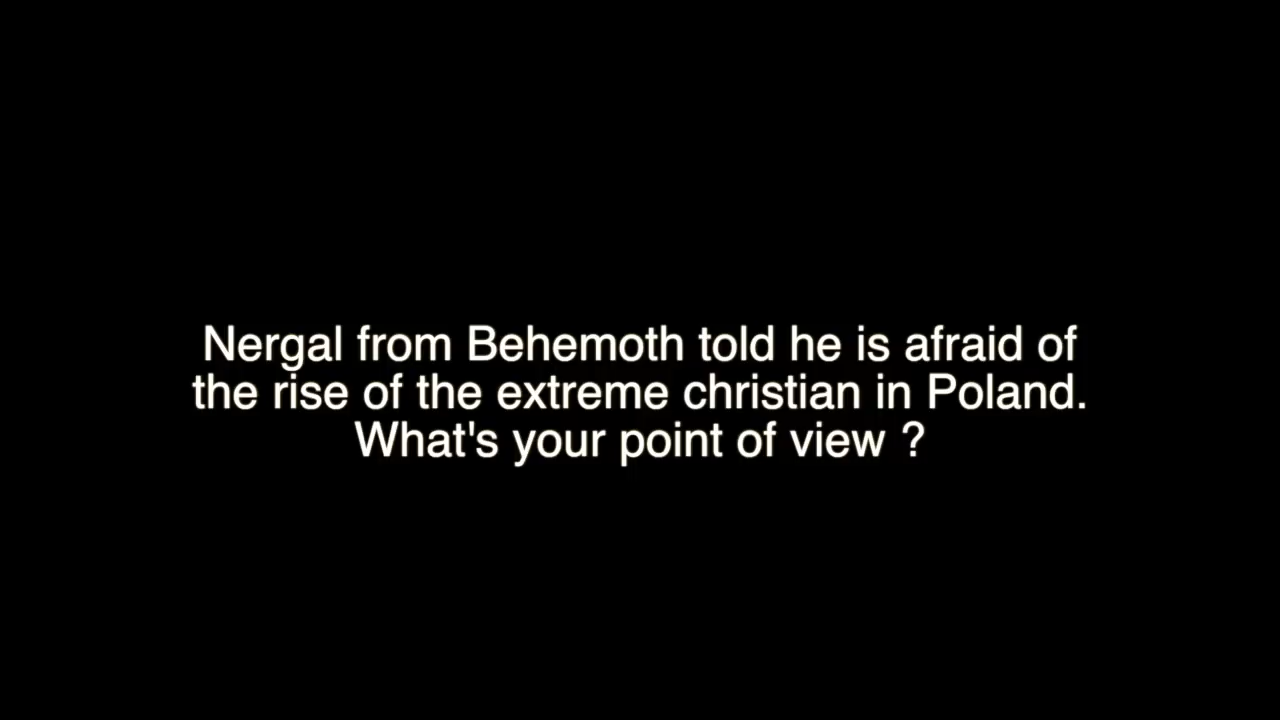 Nergal from Behemoth told he is afraid of
the rise of the extreme christian in Poland.
What's your point of view ?